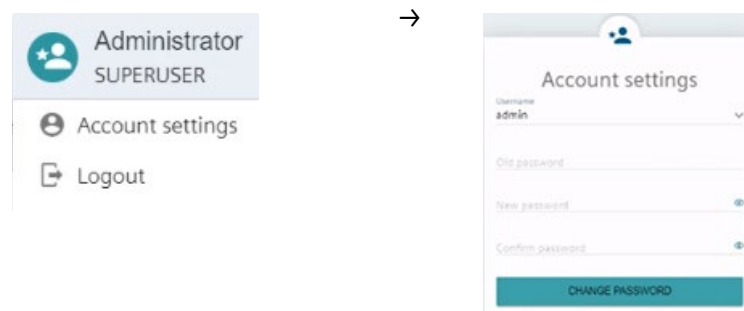 Administrator
SUPERUSER
Account settings
Logout
→
Account settings
Username
admin
Old password
New password
Confirm password
CHANGE PASSWORD